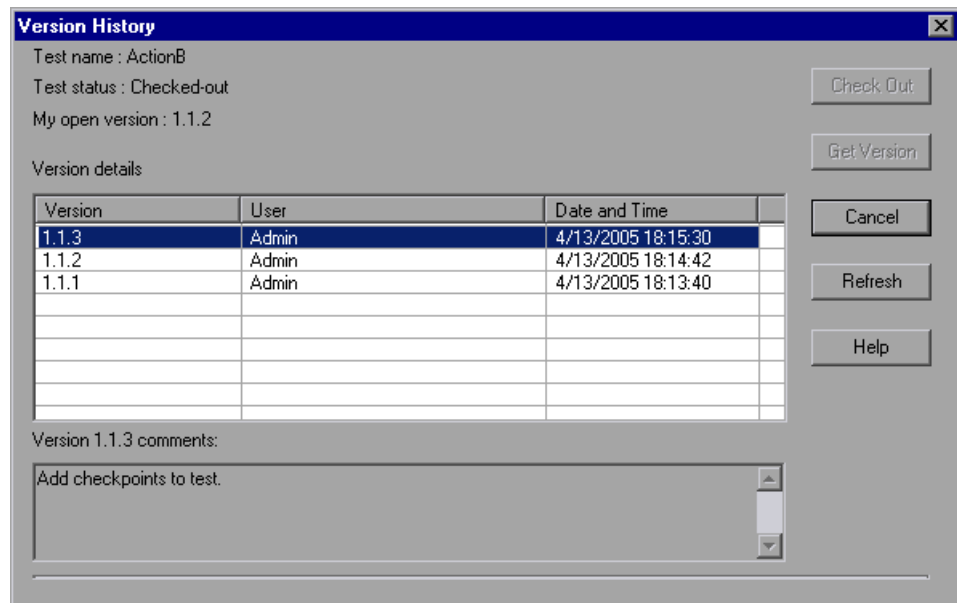 Version History
Test name : ActionB
Test status : Checked-out
My open version : 1.1.2
Check Out
Get Version
Version details
Version User Date and Time
1.1.3 Admin 4/13/2005 18:15:30
1.1.2 Admin 4/13/2005 18:14:42
1.1.1 Admin 4/13/2005 18:13:40
Cancel
Refresh
Help
Version 1.1.3 comments:
Add checkpoints to test.